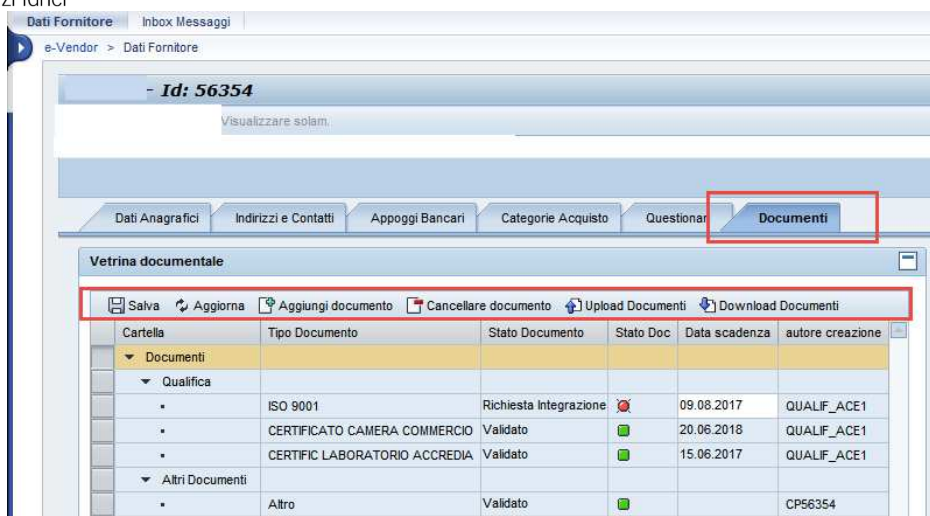 Dati Fornitore Inbox Messaggi
e-Vendor > Dati Fornitore
- Id: 56354
Visualizzare solam.
Dati Anagrafici Indirizzi e Contatti Appoggi Bancari Categorie Acquisto Questionar Documenti
Vetrina documentale
Salva Aggiorna Aggiungi documento Cancellare documento Upload Documenti Download Documenti
Cartella Tipo Documento Stato Documento Stato Doc Data scadenza autore creazione
Documenti
Qualifica
ISO 9001 Richiesta Integrazione 09.08.2017 QUALIF_ACE1
CERTIFICATO CAMERA COMMERCIO Validato 20.06.2018 QUALIF_ACE1
CERTIFIC LABORATORIO ACCREDIA Validato 15.06.2017 QUALIF_ACE1
Altri Documenti
Altro Validato CP56354